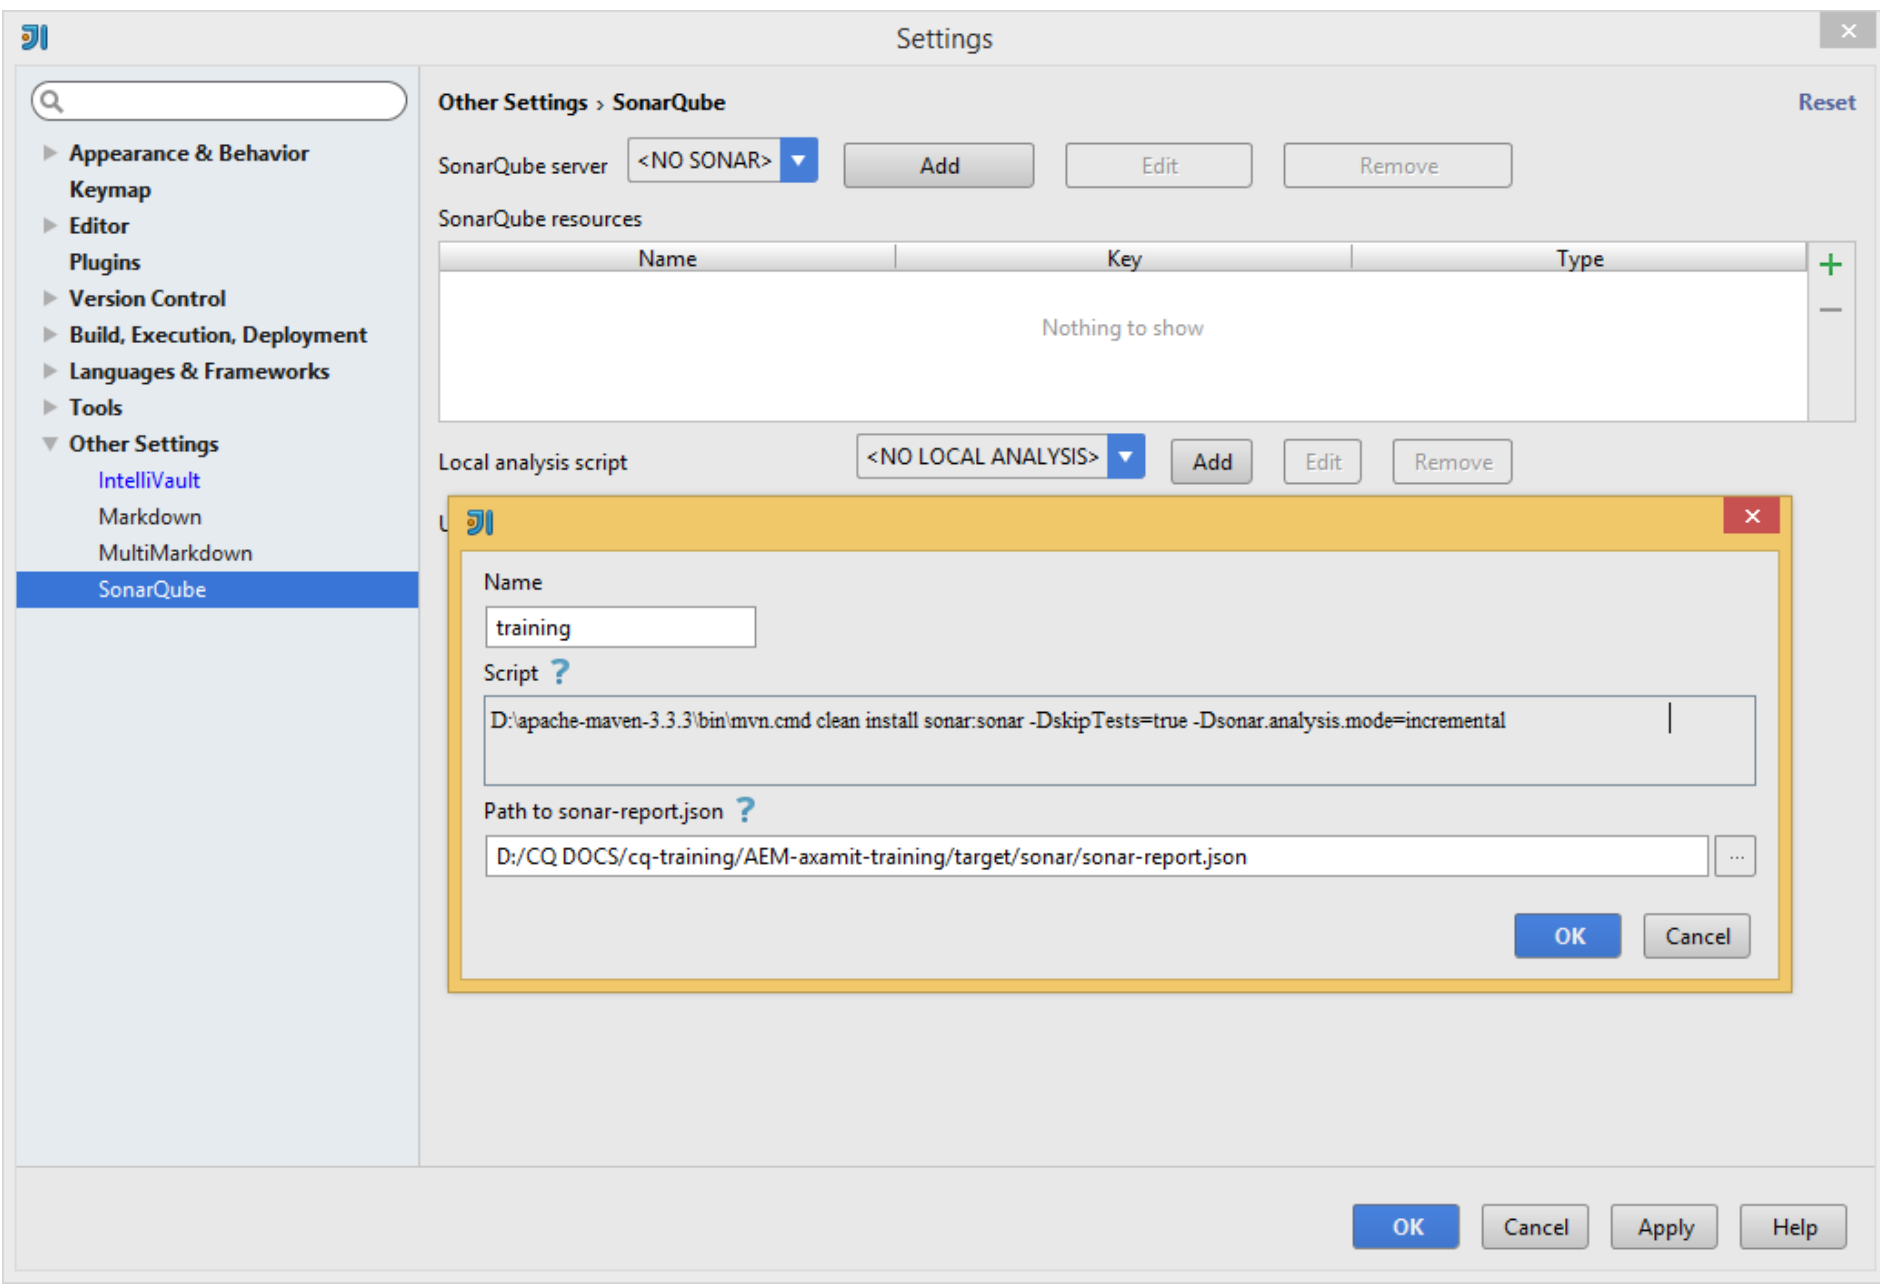 Settings
Other Settings › SonarQube
Reset
Appearance & Behavior
Keymap
Editor
Plugins
Version Control
Build, Execution, Deployment
Languages & Frameworks
Tools
Other Settings
IntelliVault
Markdown
MultiMarkdown
SonarQube
SonarQube server <NO SONAR> Add Edit Remove
SonarQube resources
Name Key Type
Nothing to show
Local analysis script <NO LOCAL ANALYSIS> Add Edit Remove
Name
training
Script ?
D:\apache-maven-3.3.3\bin\mvn.cmd clean install sonar:sonar -DskipTests=true -Dsonar.analysis.mode=incremental
Path to sonar-report.json ?
D:/CQ DOCS/cq-training/AEM-axamit-training/target/sonar/sonar-report.json ...
OK Cancel
OK Cancel Apply Help